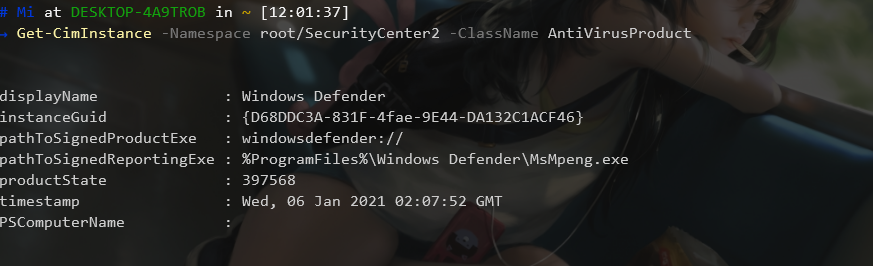 # Mi at DESKTOP-4A9TROB in ~ [12:01:37]
→ Get-CimInstance -Namespace root/SecurityCenter2 -ClassName AntiVirusProduct
displayName : Windows Defender
instanceGuid : {D68DDC3A-831F-4fae-9E44-DA132C1ACF46}
pathToSignedProductExe : windowsdefender://
pathToSignedReportingExe : %ProgramFiles%\Windows Defender\MsMpeng.exe
productState : 397568
timestamp : Wed, 06 Jan 2021 02:07:52 GMT
PSComputerName :